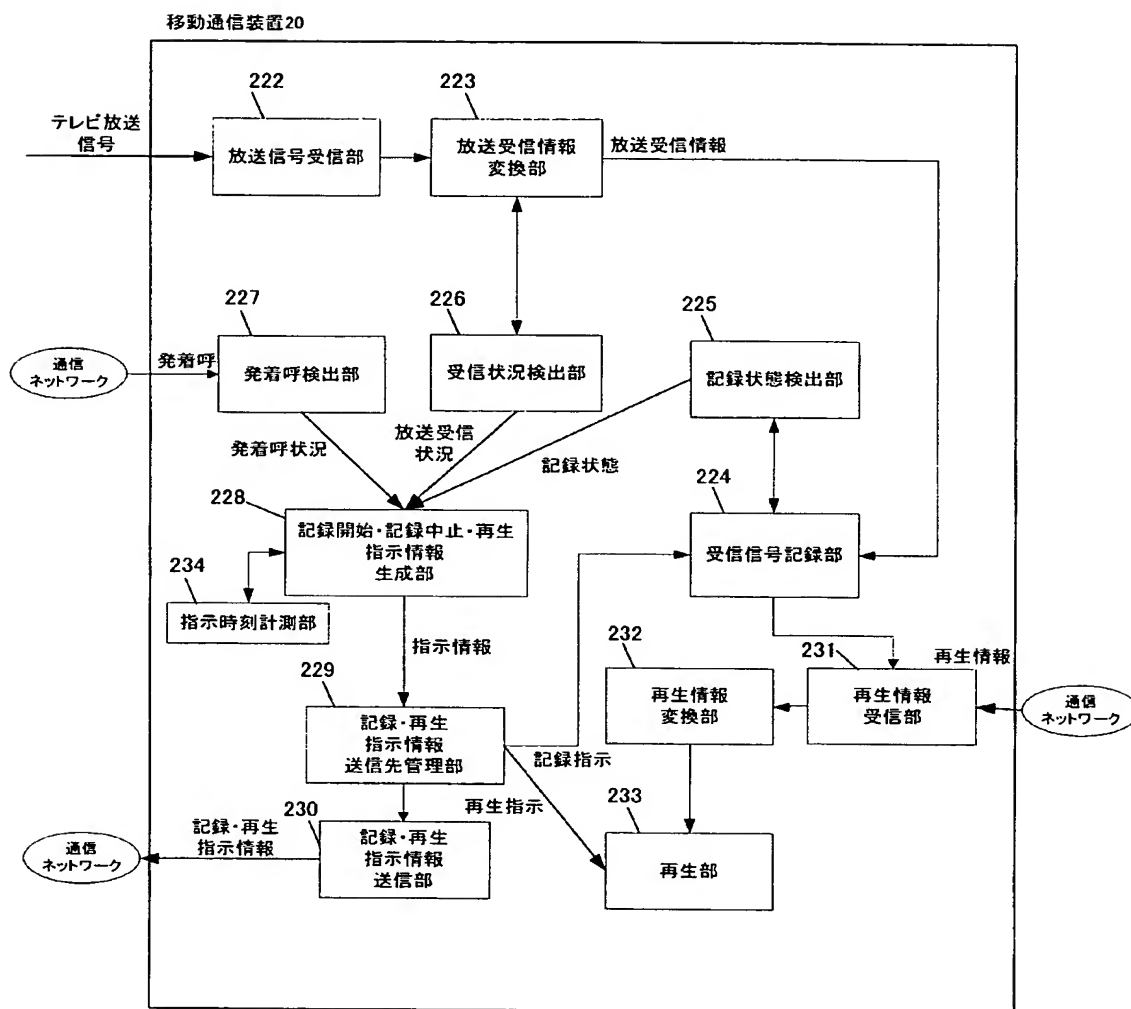 移動通信装置20
222
223
テレビ放送
信号
放送信号受信部
放送受信情報
変換部
放送受信情報
227
226
225
通信
ネットワーク
発着呼
発着呼検出部
受信状況検出部
記録状態検出部
発着呼状況
放送受信
状況
記録状態
228
224
記録開始・記録中止・再生
指示情報
生成部
受信信号記録部
234
指示時刻計測部
指示情報
232
231
再生情報
229
再生情報
変換部
再生情報
受信部
通信
ネットワーク
記録・再生
指示情報
送信先管理部
記録指示
再生指示
230
233
記録・再生
指示情報
通信
ネットワーク
記録・再生
指示情報
送信部
再生部